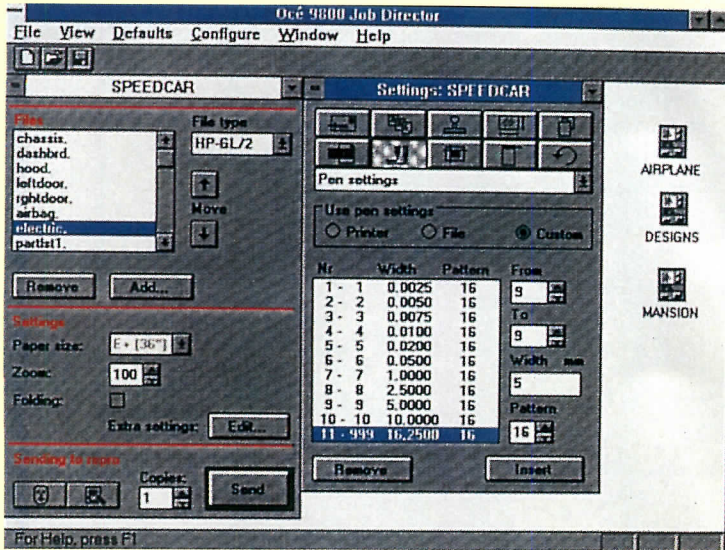 Océ 9800 Job Director
File View Defaults Configure Window Help
SPEEDCAR
Files
File type
chassis.
dashbrd.
hood.
leftdoor.
rghtdoor.
airbag.
electric.
partlst1.
HP-GL/2
Move
Remove Add...
Settings
Paper size: E+ (36")
Zoom: 100
Folding:
Extra settings: Edit...
Sending to repro
Copies:
1
Send
Settings: SPEEDCAR
Pen settings
Use pen settings
Printer File Custom
Nr Width Pattern
1 - 1 0.0025 16
2 - 2 0.0050 16
3 - 3 0.0075 16
4 - 4 0.0100 16
5 - 5 0.0200 16
6 - 6 0.0500 16
7 - 7 1.0000 16
8 - 8 2.5000 16
9 - 9 5.0000 16
10 - 10 10.0000 16
11 - 999 16.2500 16
From
9
To
9
Width mm
5
Pattern
16
Remove Insert
AIRPLANE
DESIGNS
MANSION
For Help, press F1